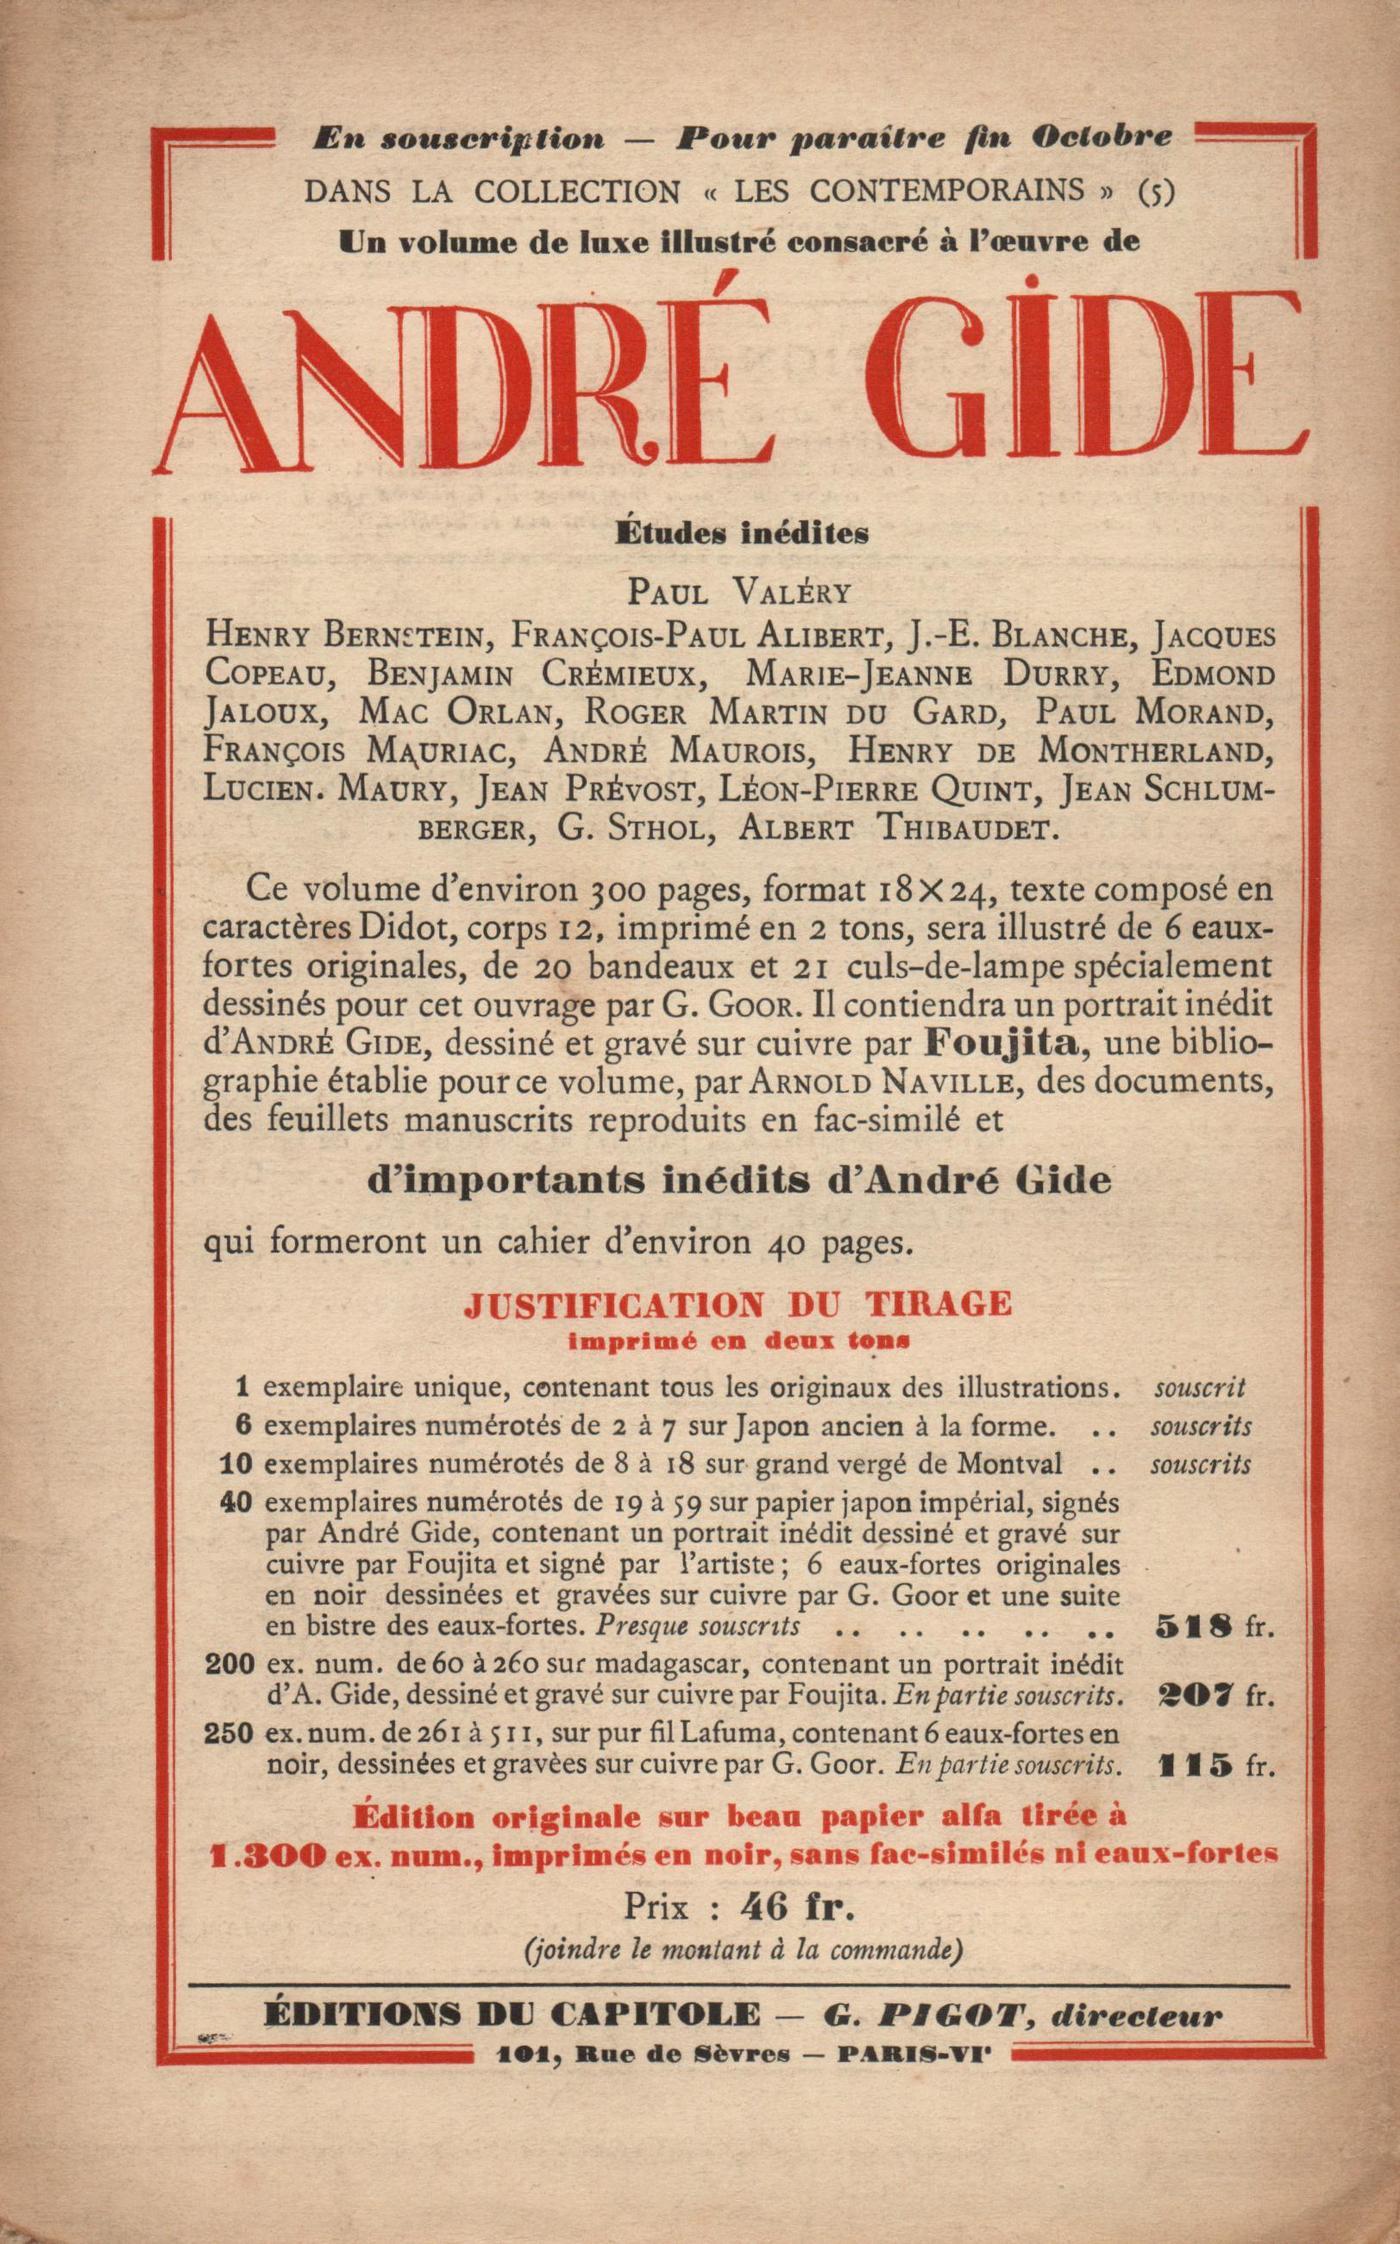 En souscription — Pour paraître fin Octobre
DANS LA COLLECTION « LES CONTEMPORAINS » (5)
Un volume de luxe illustré consacré à l'œuvre de
ANDRÉ GIDE
Études inédites
PAUL VALÉRY
HENRY BERNSTEIN, FRANÇOIS-PAUL ALIBERT, J.-E. BLANCHE, JACQUES
COPEAU, BENJAMIN CRÉMIEUX, MARIE-JEANNE DURRY, EDMOND
JALOUX, MAC ORLAN, ROGER MARTIN DU GARD, PAUL MORAND,
FRANÇOIS MAURIAC, ANDRÉ MAUROIS, HENRY DE MONTHERLAND,
LUCIEN. MAURY, JEAN PRÉVOST, LÉON-PIERRE QUINT, JEAN SCHLUM-
BERGER, G. STHOL, ALBERT THIBAUDET.
Ce volume d'environ 300 pages, format 18×24, texte composé en
caractères Didot, corps 12, imprimé en 2 tons, sera illustré de 6 eaux-
fortes originales, de 20 bandeaux et 21 culs-de-lampe spécialement
dessinés pour cet ouvrage par G. GOOR. Il contiendra un portrait inédit
d'ANDRÉ GIDE, dessiné et gravé sur cuivre par Foujita, une biblio-
graphie établie pour ce volume, par ARNOLD NAVILLE, des documents,
des feuillets manuscrits reproduits en fac-similé et
d'importants inédits d'André Gide
qui formeront un cahier d'environ 40 pages.
JUSTIFICATION DU TIRAGE
imprimé en deux tons
1 exemplaire unique, contenant tous les originaux des illustrations. souscrit
6 exemplaires numérotés de 2 à 7 sur Japon ancien à la forme. .. souscrits
10 exemplaires numérotés de 8 à 18 sur grand vergé de Montval .. souscrits
40 exemplaires numérotés de 19 à 59 sur papier japon impérial, signés
par André Gide, contenant un portrait inédit dessiné et gravé sur
cuivre par Foujita et signé par l'artiste ; 6 eaux-fortes originales
en noir dessinées et gravées sur cuivre par G. Goor et une suite
en bistre des eaux-fortes. Presque souscrits .. .. .. .. .. 518 fr.
200 ex. num. de 60 à 260 sur madagascar, contenant un portrait inédit
d'A. Gide, dessiné et gravé sur cuivre par Foujita. En partie souscrits. 207 fr.
250 ex. num. de 261 à 511, sur pur fil Lafuma, contenant 6 eaux-fortes en
noir, dessinées et gravèes sur cuivre par G. Goor. En partie souscrits. 115 fr.
Édition originale sur beau papier alfa tirée à
1.300 ex. num., imprimés en noir, sans fac-similés ni eaux-fortes
Prix : 46 fr.
(joindre le montant à la commande)
ÉDITIONS DU CAPITOLE — G. PIGOT, directeur
101, Rue de Sèvres — PARIS-VIᵉ